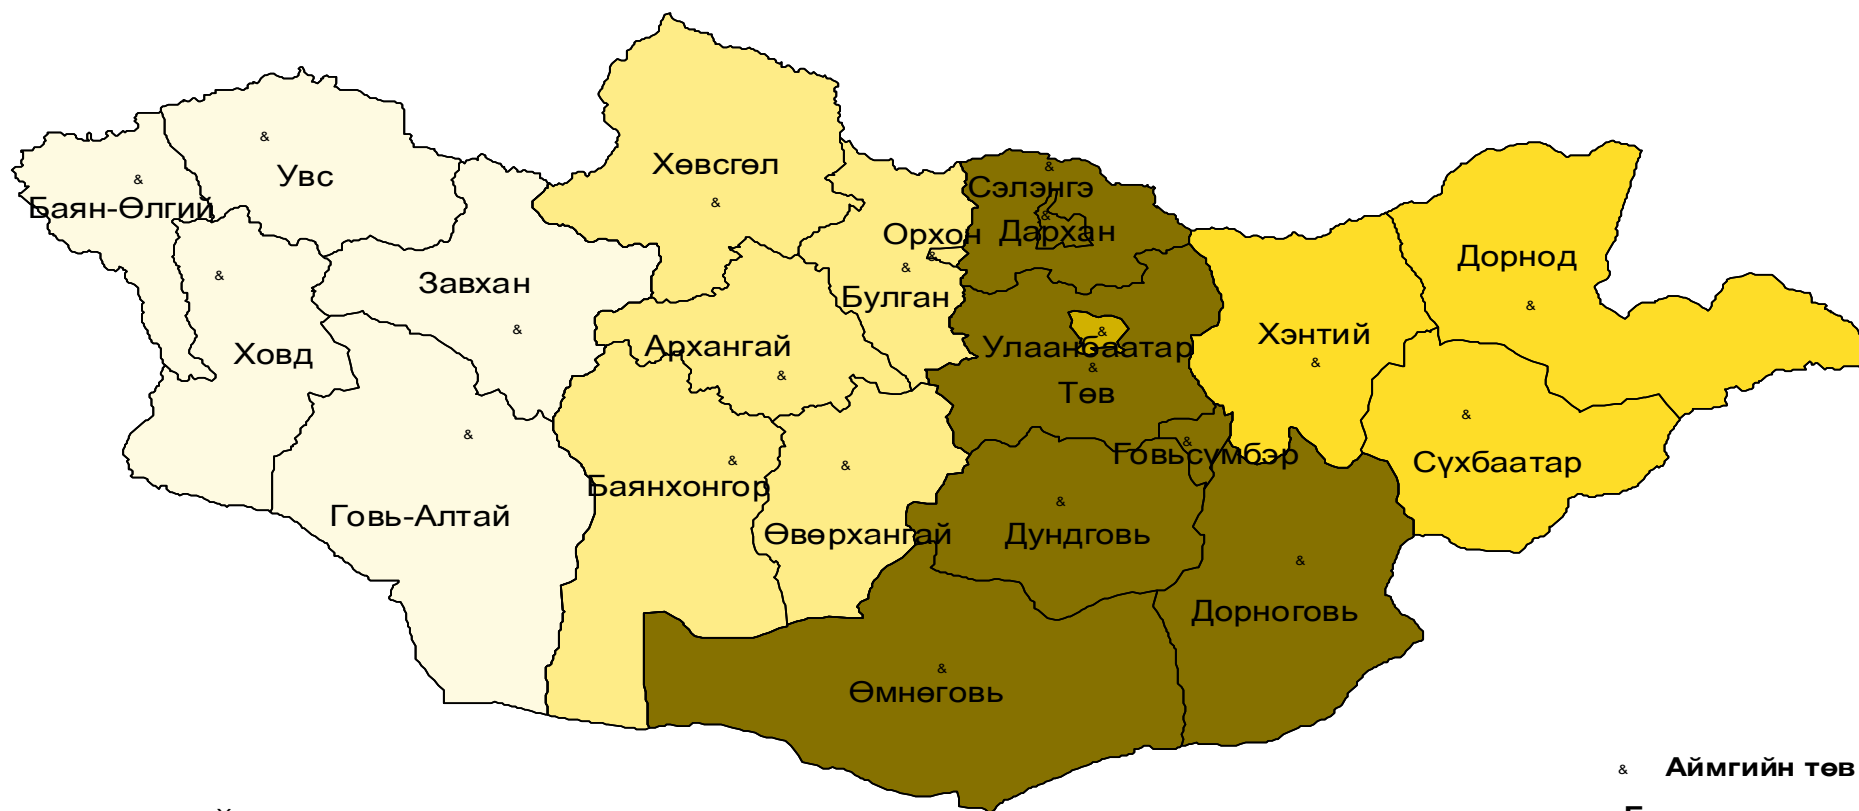 Хөвсгөл
Увс
Сэлэнгэ
Баян-Өлгий
Орхон
Дархан
Дорнод
Завхан
Булган
Хэнтий
Архангай
Улаанбаатар
Ховд
Төв
Говьсүмбэр
Сүхбаатар
Баянхонгор
Говь-Алтай
Өвөрхангай
Дундговь
Дорноговь
Өмнөговь
& Аймгийн төв